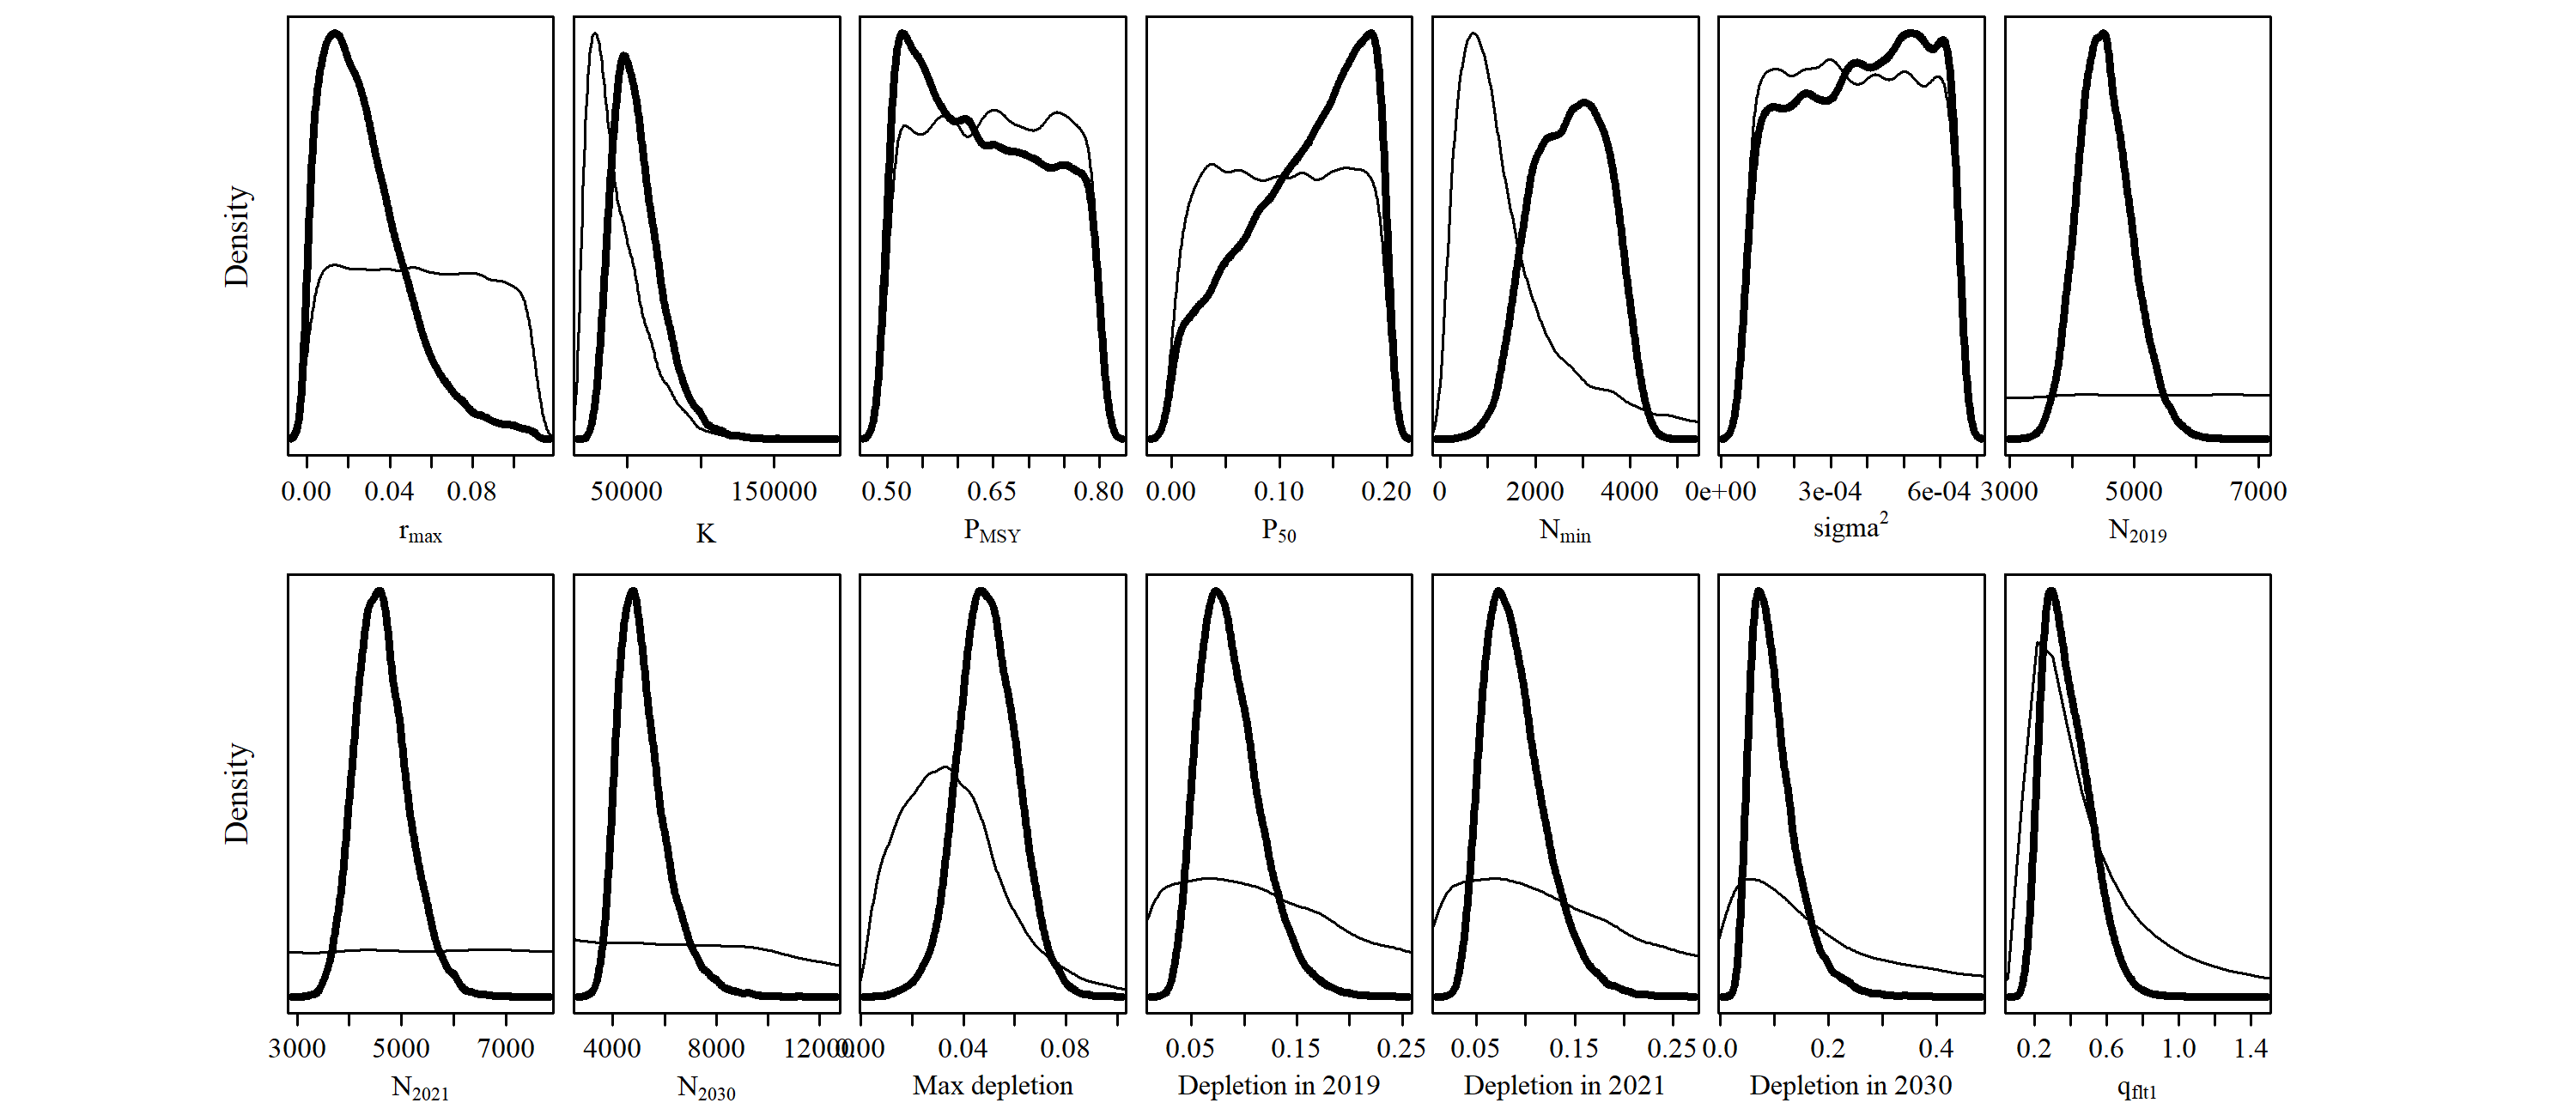 Density
0.00 0.04 0.08
r_max
50000 150000
K
0.50 0.65 0.80
P_MSY
0.00 0.10 0.20
P_50
0 2000 4000
N_min
0e+00 3e-04 6e-04
sigma²
3000 5000 7000
N_2019
Density
3000 5000 7000
N_2021
4000 8000 12000
N_2030
0.00 0.04 0.08
Max depletion
0.05 0.15 0.25
Depletion in 2019
0.05 0.15 0.25
Depletion in 2021
0.0 0.2 0.4
Depletion in 2030
0.2 0.6 1.0 1.4
q_flt1